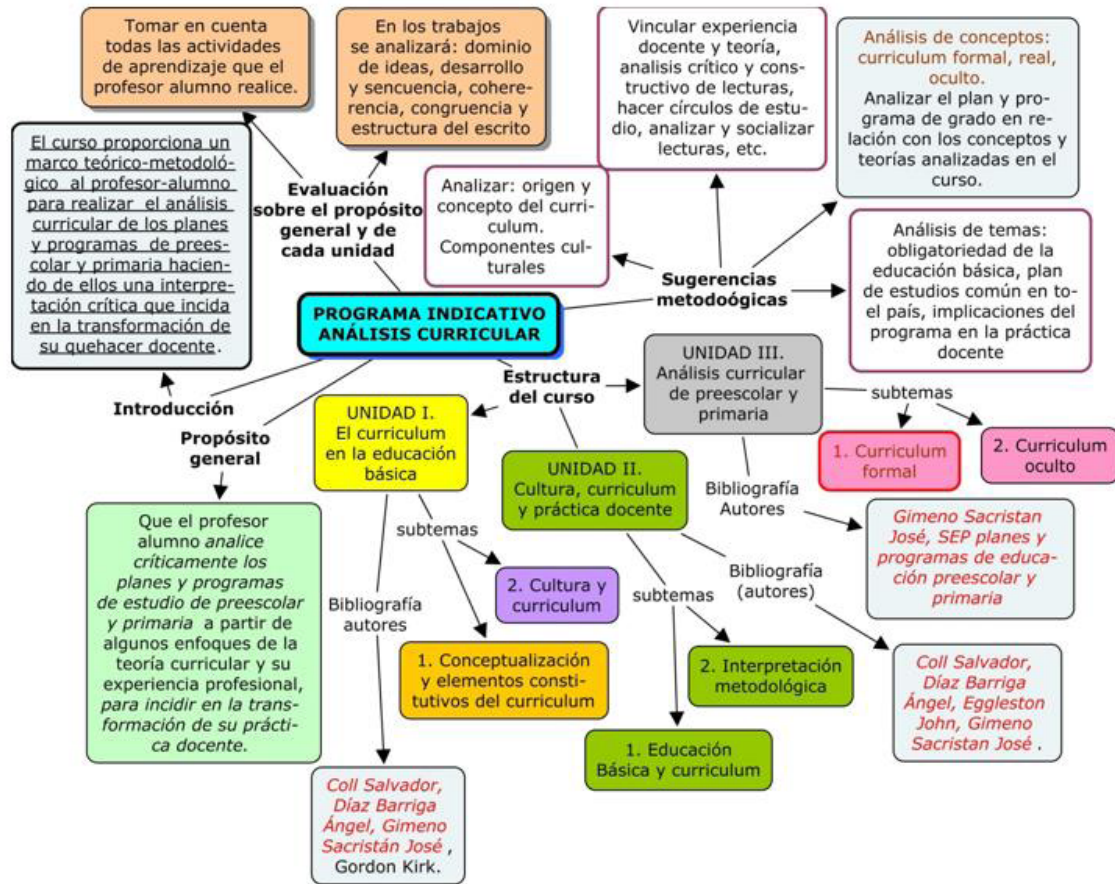 Tomar en cuenta
todas las actividades
de aprendizaje que el
profesor alumno realice.
En los trabajos
se analizará: dominio
de ideas, desarrollo
y sencuencia, cohere-
rencia, congruencia y
estructura del escrito
Vincular experiencia
docente y teoría,
analisis crítico y cons-
tructivo de lecturas,
hacer círculos de estu-
dio, analizar y socializar
lecturas, etc.
Análisis de conceptos:
curriculum formal, real,
oculto.
Analizar el plan y pro-
grama de grado en re-
lación con los conceptos y
teorías analizadas en el
curso.
El curso proporciona un
marco teórico-metodoló-
gico al profesor-alumno
para realizar el análisis
curricular de los planes
y programas de prees-
colar y primaria hacien-
do de ellos una interpre-
tación crítica que incida
en la transformación de
su quehacer docente.
Evaluación
sobre el propósito
general y de
cada unidad
Analizar: origen y
concepto del curri-
culum.
Componentes cul-
turales
Sugerencias
metodoógicas
Análisis de temas:
obligatoriedad de la
educación básica, plan
de estudios común en to-
el país, implicaciones del
programa en la práctica
docente
PROGRAMA INDICATIVO
ANÁLISIS CURRICULAR
Introducción
Propósito
general
Estructura
del curso
UNIDAD I.
El curriculum
en la educación
básica
UNIDAD III.
Análisis curricular
de preescolar y
primaria
subtemas
1. Curriculum
formal
2. Curriculum
oculto
UNIDAD II.
Cultura, curriculum
y práctica docente
Bibliografía
Autores
Gimeno Sacristan
José, SEP planes y
programas de edu-
cación preescolar y
primaria
Que el profesor
alumno analice
críticamente los
planes y programas
de estudio de preescolar
y primaria a partir de
algunos enfoques de la
teoría curricular y su
experiencia profesional,
para incidir en la trans-
formación de su prácti-
ca docente.
subtemas
2. Cultura y
curriculum
Bibliografía
autores
1. Conceptualización
y elementos consti-
tutivos del curriculum
Coll Salvador,
Díaz Barriga
Ángel, Gimeno
Sacristán José ,
Gordon Kirk.
subtemas
Bibliografía
(autores)
2. Interpretación
metodológica
1. Educación
Básica y curriculum
Coll Salvador,
Díaz Barriga
Ángel, Eggleston
John, Gimeno
Sacristan José .